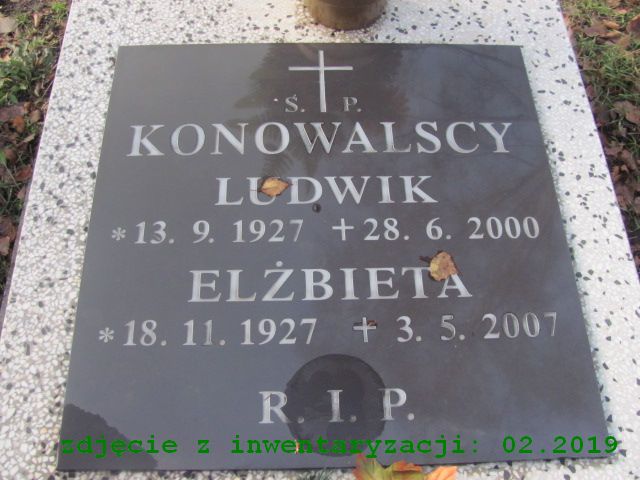 Ś. P.
KONOWALSCY
LUDWIK
*13. 9. 1927 +28. 6. 2000
ELŻBIETA
*18. 11. 1927 + 3. 5. 2007
R. I. P.
zdjęcie z inwentaryzacji: 02.2019